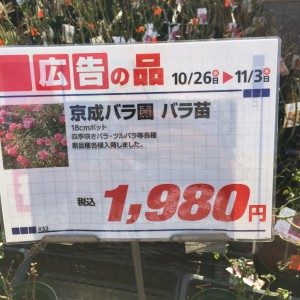 広告の品 10/26㊌▶11/3㊍
京成バラ園 バラ苗
18cmポット
四季咲きバラ・ツルバラ等各種
新品種各種入荷しました。
税込 1,980円